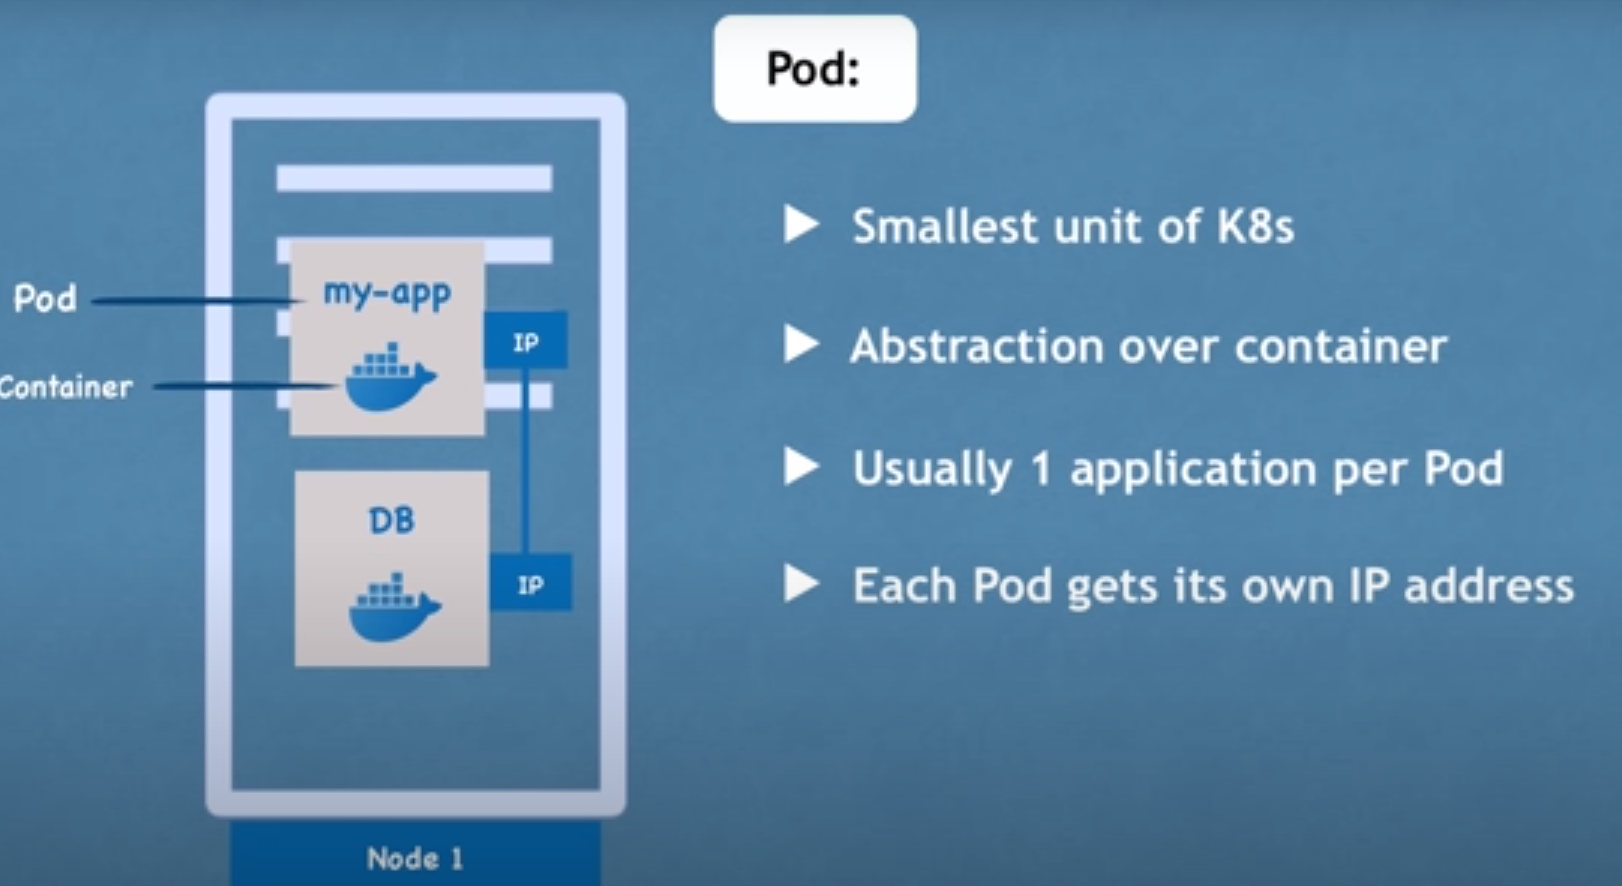 Pod:
Smallest unit of K8s
Abstraction over container
Usually 1 application per Pod
Each Pod gets its own IP address
Pod
my-app
IP
Container
DB
IP
Node 1